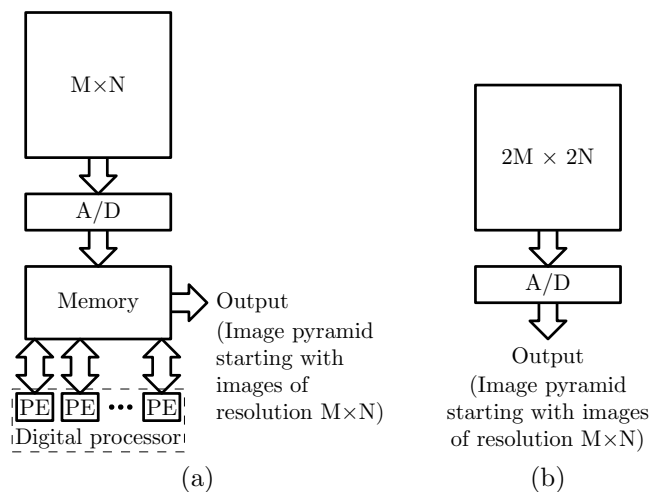 M×N
A/D
Memory
Output
(Image pyramid
starting with
images of
resolution M×N)
PE PE ••• PE
Digital processor
(a)
2M × 2N
A/D
Output
(Image pyramid
starting with images
of resolution M×N)
(b)